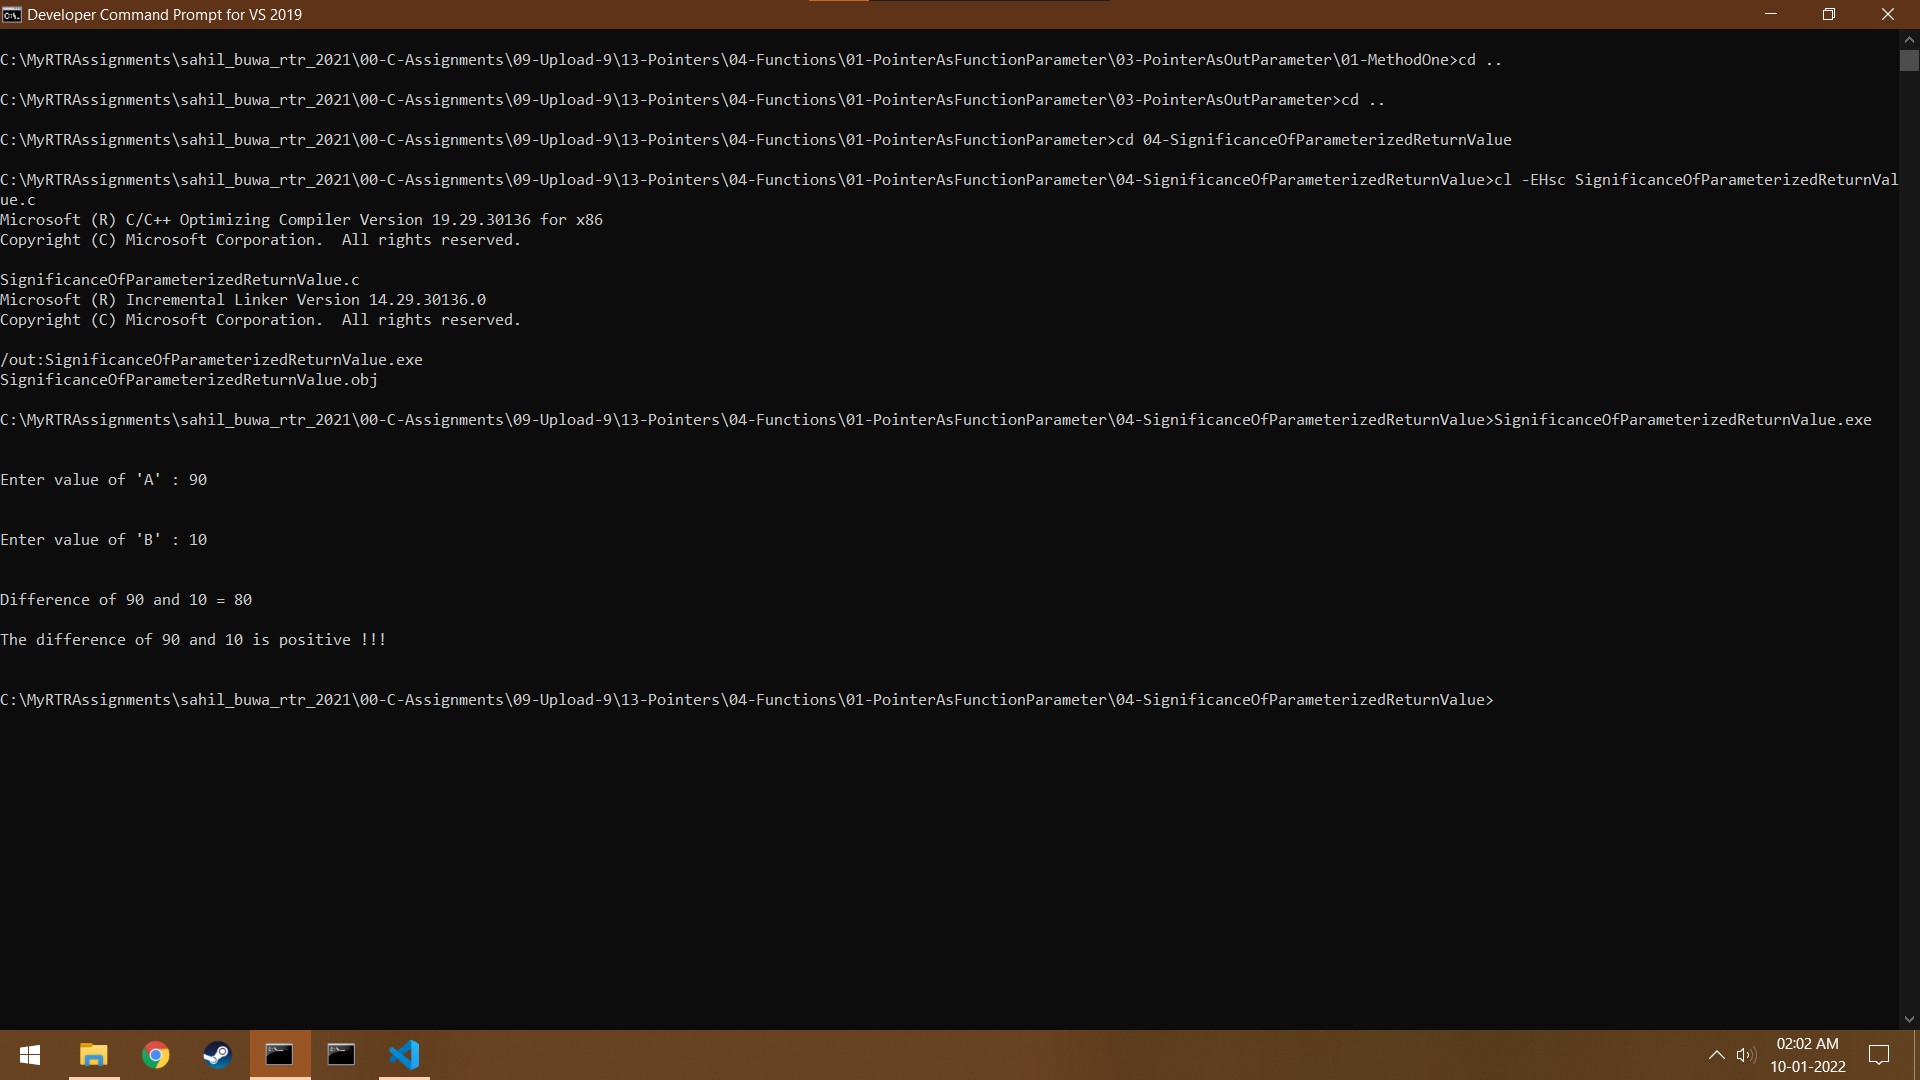 Developer Command Prompt for VS 2019
C:\MyRTRAssignments\sahil_buwa_rtr_2021\00-C-Assignments\09-Upload-9\13-Pointers\04-Functions\01-PointerAsFunctionParameter\03-PointerAsOutParameter\01-MethodOne>cd ..
C:\MyRTRAssignments\sahil_buwa_rtr_2021\00-C-Assignments\09-Upload-9\13-Pointers\04-Functions\01-PointerAsFunctionParameter\03-PointerAsOutParameter>cd ..
C:\MyRTRAssignments\sahil_buwa_rtr_2021\00-C-Assignments\09-Upload-9\13-Pointers\04-Functions\01-PointerAsFunctionParameter>cd 04-SignificanceOfParameterizedReturnValue
C:\MyRTRAssignments\sahil_buwa_rtr_2021\00-C-Assignments\09-Upload-9\13-Pointers\04-Functions\01-PointerAsFunctionParameter\04-SignificanceOfParameterizedReturnValue>cl -EHsc SignificanceOfParameterizedReturnVal
ue.c
Microsoft (R) C/C++ Optimizing Compiler Version 19.29.30136 for x86
Copyright (C) Microsoft Corporation.  All rights reserved.
SignificanceOfParameterizedReturnValue.c
Microsoft (R) Incremental Linker Version 14.29.30136.0
Copyright (C) Microsoft Corporation.  All rights reserved.
/out:SignificanceOfParameterizedReturnValue.exe
SignificanceOfParameterizedReturnValue.obj
C:\MyRTRAssignments\sahil_buwa_rtr_2021\00-C-Assignments\09-Upload-9\13-Pointers\04-Functions\01-PointerAsFunctionParameter\04-SignificanceOfParameterizedReturnValue>SignificanceOfParameterizedReturnValue.exe
Enter value of 'A' : 90
Enter value of 'B' : 10
Difference of 90 and 10 = 80
The difference of 90 and 10 is positive !!!
C:\MyRTRAssignments\sahil_buwa_rtr_2021\00-C-Assignments\09-Upload-9\13-Pointers\04-Functions\01-PointerAsFunctionParameter\04-SignificanceOfParameterizedReturnValue>
02:02 AM
10-01-2022